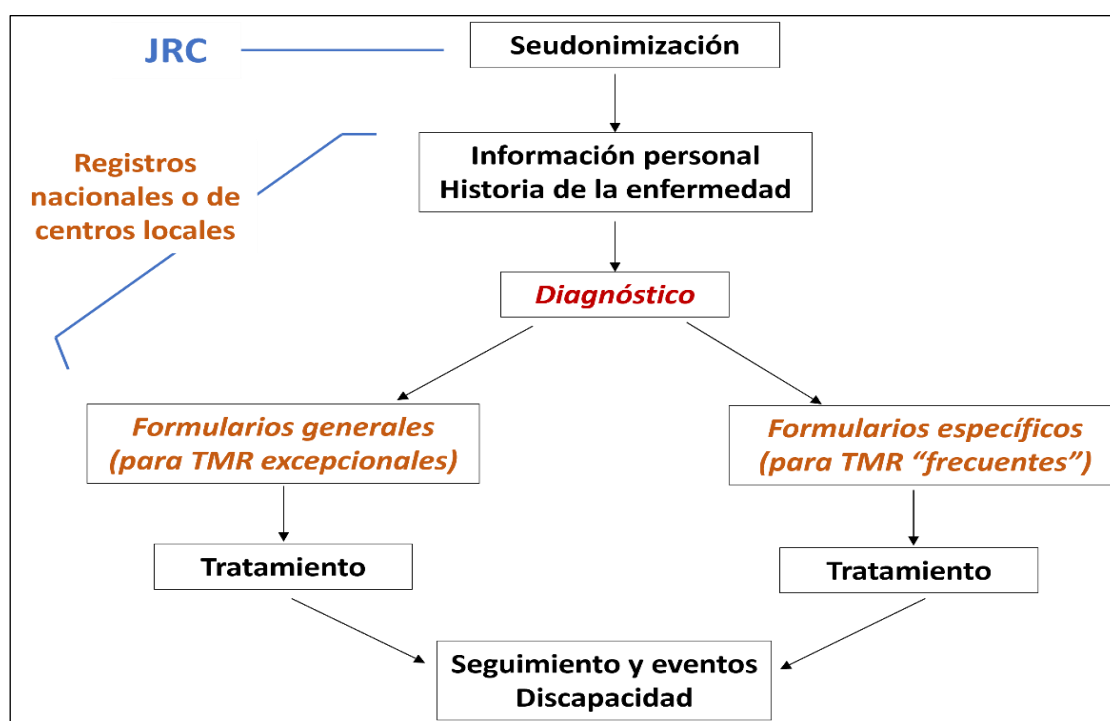 JRC
Seudonimización
Registros
nacionales o de
centros locales
Información personal
Historia de la enfermedad
Diagnóstico
Formularios generales
(para TMR excepcionales)
Formularios específicos
(para TMR “frecuentes”)
Tratamiento
Tratamiento
Seguimiento y eventos
Discapacidad